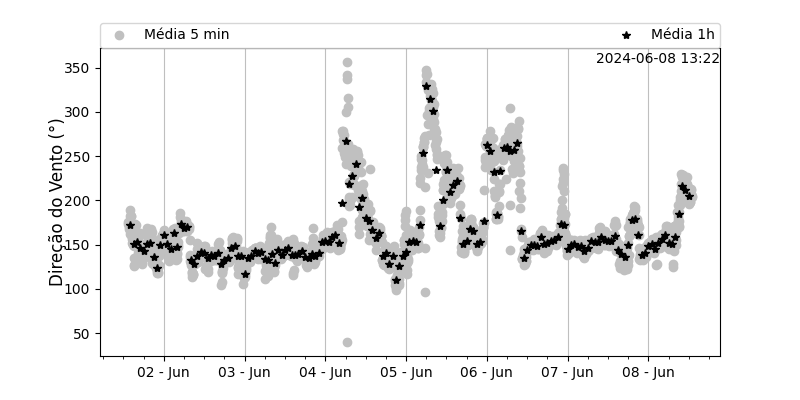 Média 5 min
Média 1h
2024-06-08 13:22
Direção do Vento (°)
350
300
250
200
150
100
50
02 - Jun
03 - Jun
04 - Jun
05 - Jun
06 - Jun
07 - Jun
08 - Jun